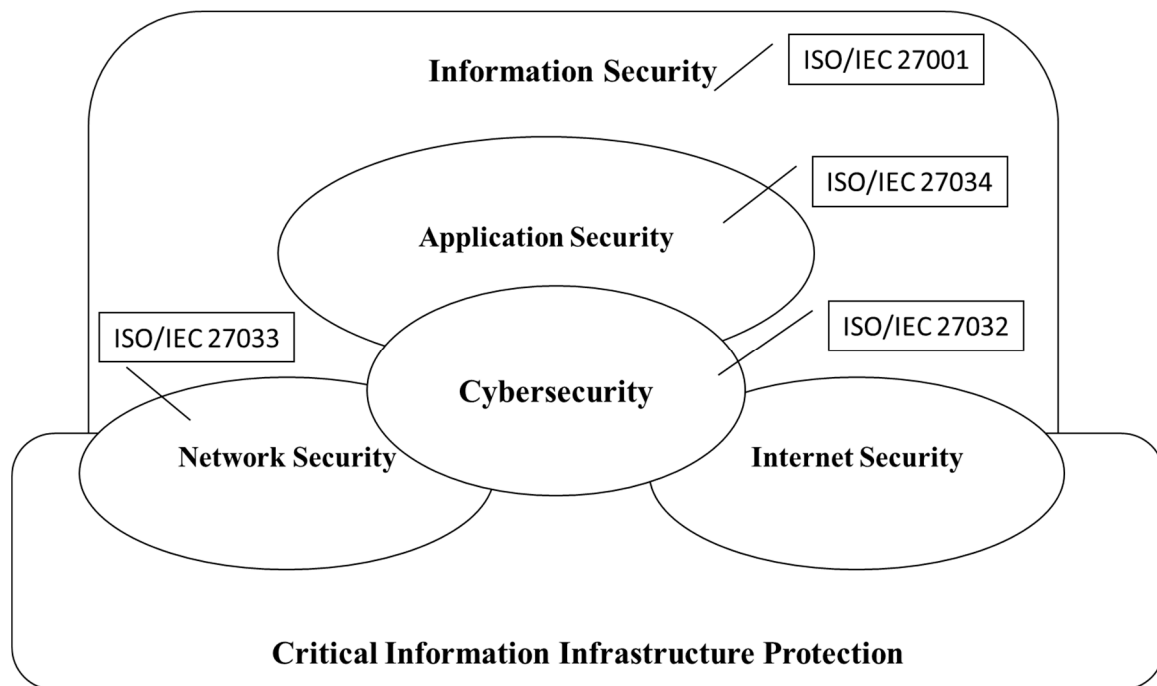 Information Security
ISO/IEC 27001
ISO/IEC 27034
Application Security
ISO/IEC 27033
ISO/IEC 27032
Cybersecurity
Network Security
Internet Security
Critical Information Infrastructure Protection